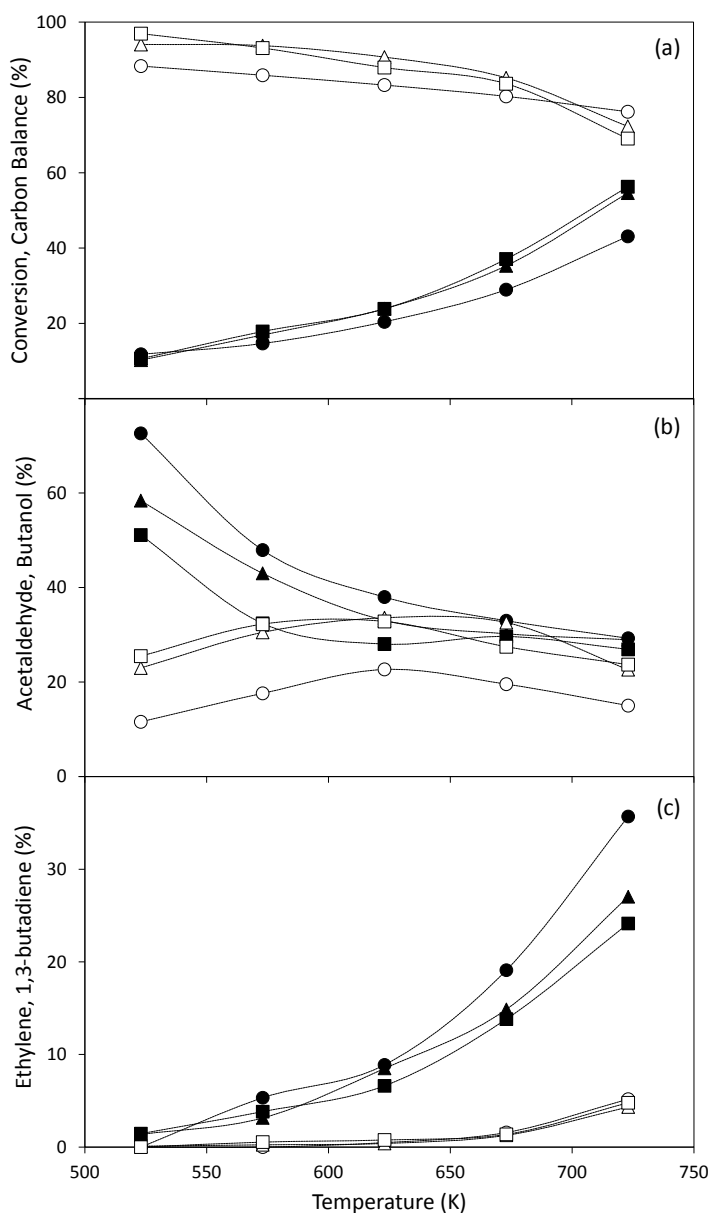 100
(a)
80
60
40
20
Conversion, Carbon Balance (%)
(b)
60
40
20
0
Acetaldehyde, Butanol (%)
(c)
30
20
10
0
Ethylene, 1,3-butadiene (%)
500 550 600 650 700 750
Temperature (K)